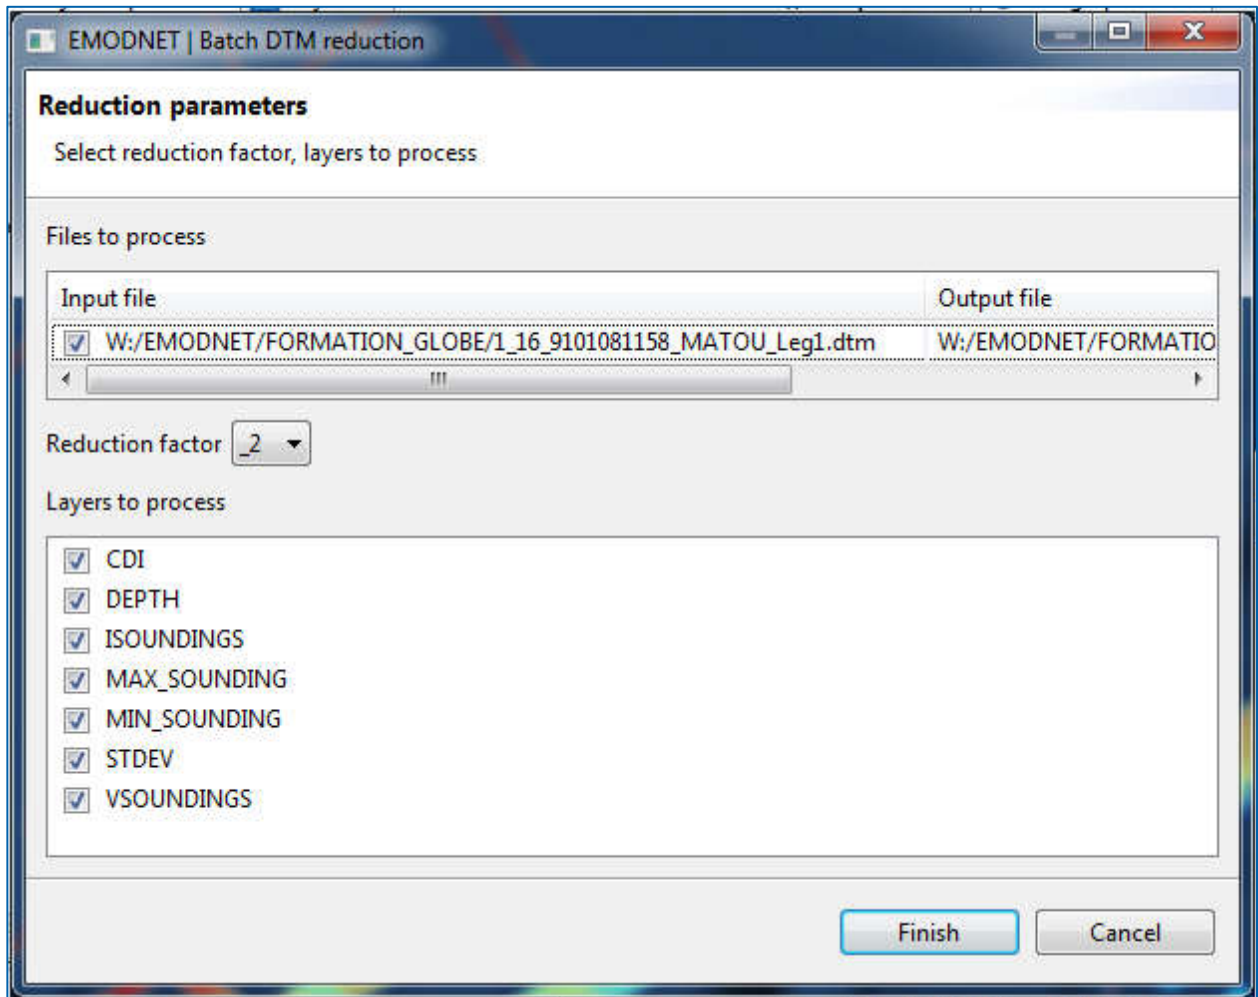 EMODNET | Batch DTM reduction
Reduction parameters
Select reduction factor, layers to process
Files to process
Input file Output file
W:/EMODNET/FORMATION_GLOBE/1_16_9101081158_MATOU_Leg1.dtm W:/EMODNET/FORMATIO
Reduction factor _2
Layers to process
CDI
DEPTH
ISOUNDINGS
MAX_SOUNDING
MIN_SOUNDING
STDEV
VSOUNDINGS
Finish Cancel